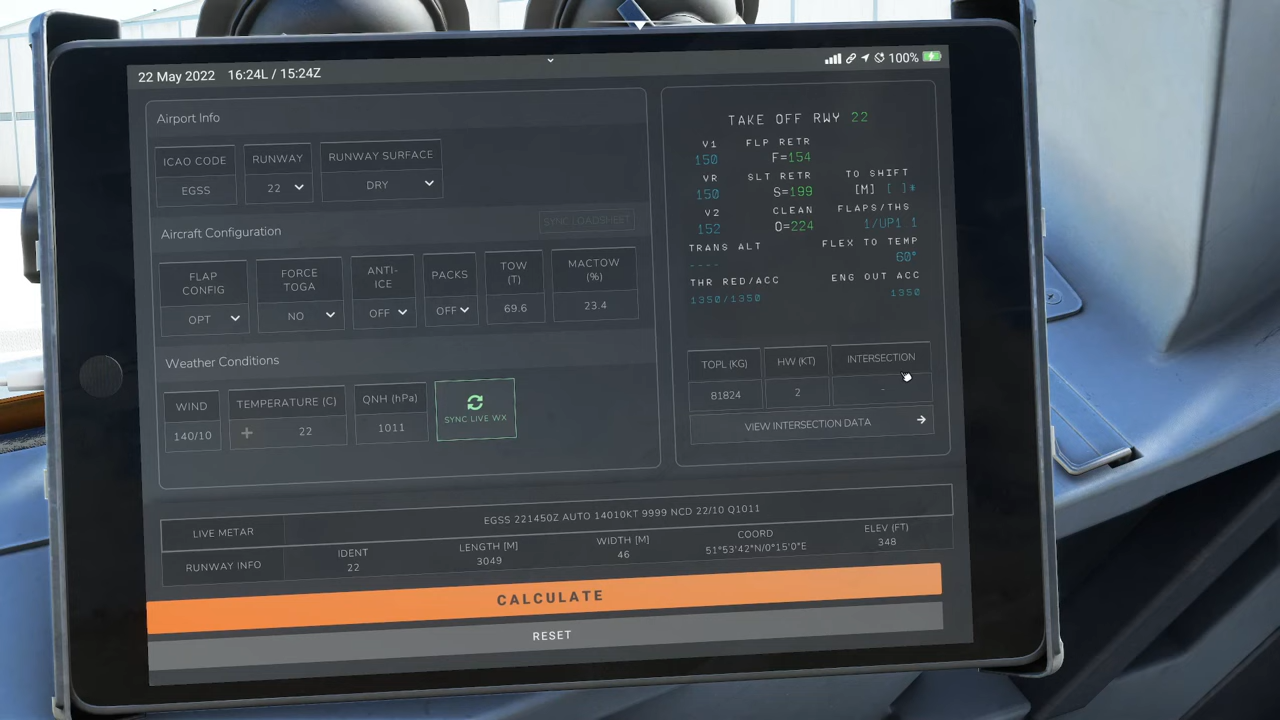 22 May 2022 16:24L / 15:24Z
100%
Airport Info
ICAO CODE RUNWAY RUNWAY SURFACE
EGSS 22 DRY
SYNC LOADSHEET
Aircraft Configuration
FLAP CONFIG FORCE TOGA ANTI-ICE PACKS TOW (T) MACTOW (%)
OPT NO OFF OFF 69.6 23.4
Weather Conditions
WIND TEMPERATURE (C) QNH (hPa) SYNC LIVE WX
140/10 + 22 1011
TAKE OFF RWY 22
V1 FLP RETR
150 F=154
VR SLT RETR TO SHIFT
150 S=199 [M] [ ]*
V2 CLEAN FLAPS/THS
152 O=224 1/UP1 1
TRANS ALT FLEX TO TEMP
---- 60°
THR RED/ACC ENG OUT ACC
1350/1350 1350
TOPL (KG) HW (KT) INTERSECTION
81824 2 -
VIEW INTERSECTION DATA
LIVE METAR EGSS 221450Z AUTO 14010KT 9999 NCD 22/10 Q1011
RUNWAY INFO IDENT LENGTH [M] WIDTH [M] COORD ELEV (FT)
22 3049 46 51°53'42"N/0°15'0"E 348
CALCULATE
RESET